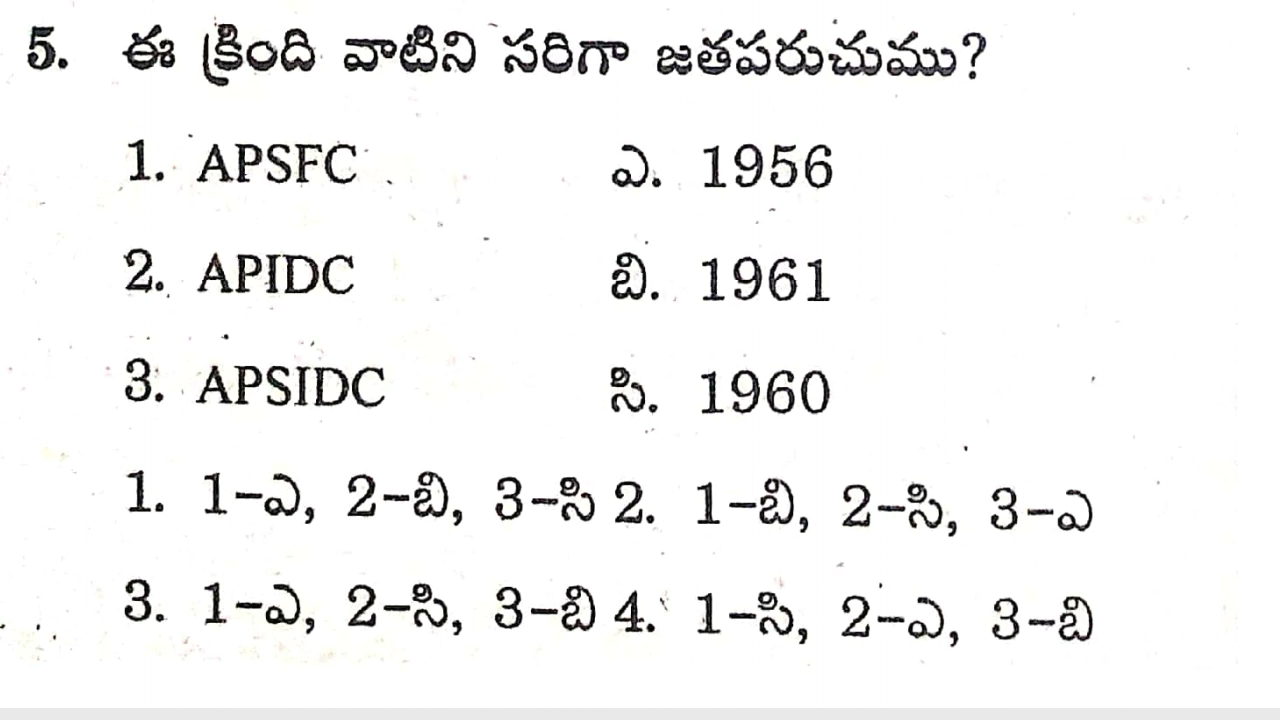 5. ఈ క్రింది వాటిని సరిగా జతపరుచుము?
1. APSFC ఎ. 1956
2. APIDC బి. 1961
3. APSIDC సి. 1960
1. 1-ఎ, 2-బి, 3-సి 2. 1-బి, 2-సి, 3-ఎ
3. 1-ఎ, 2-సి, 3-బి 4. 1-సి, 2-ఎ, 3-బి